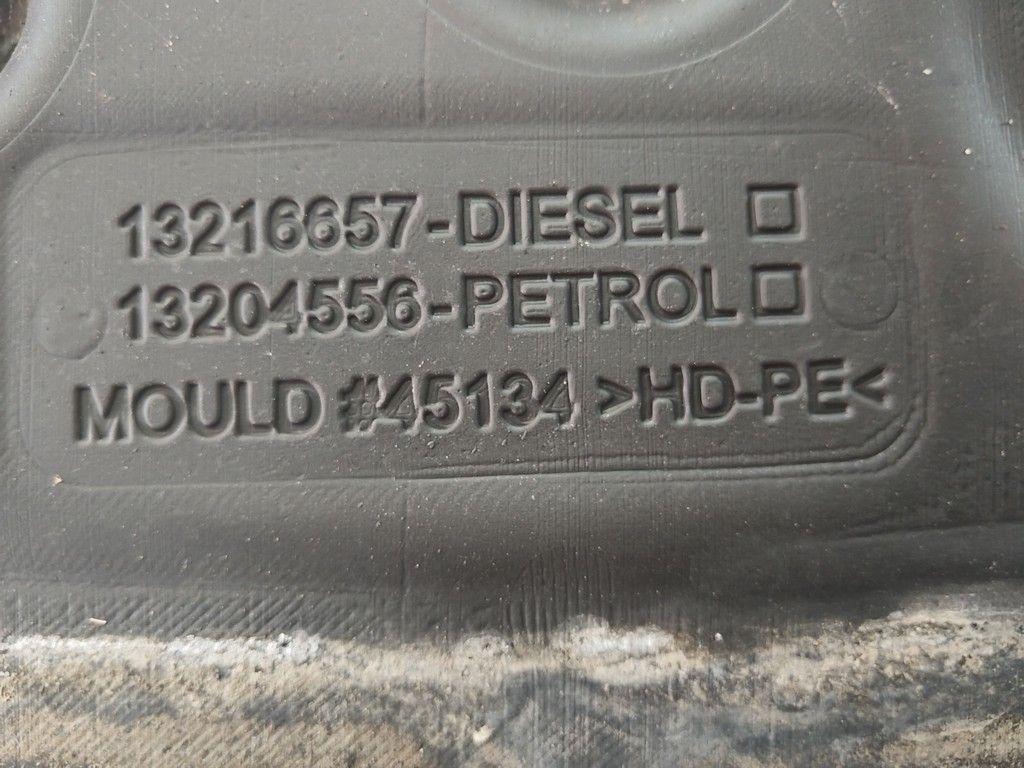 13216657-DIESEL □
13204556-PETROL □
MOULD #45134 >HD-PE<